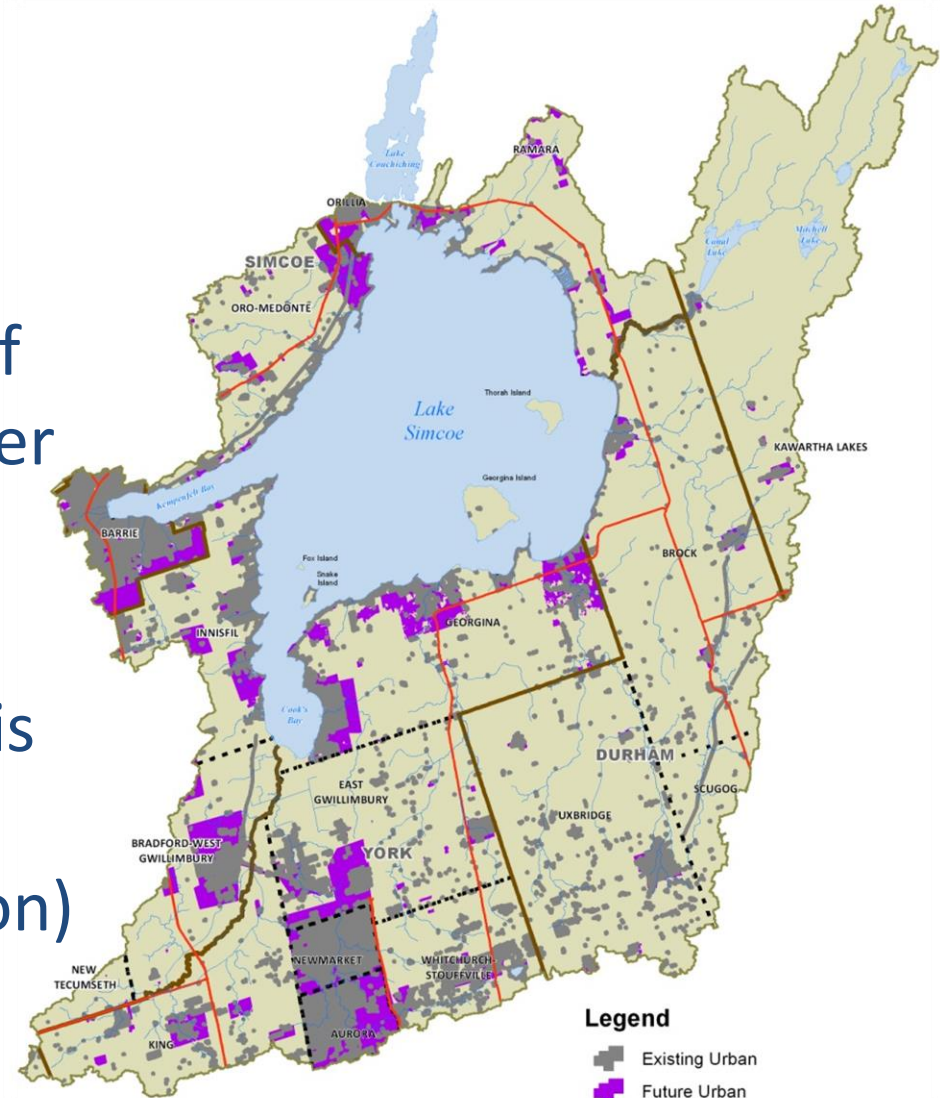 f
er
is
on)
Lake
Couchiching
RAMARA
ORILLIA
SIMCOE
ORO-MEDONTE
Canal
Lake
Mitchell
Lake
Thorah Island
Lake
Simcoe
KAWARTHA LAKES
Georgina Island
Kempenfelt Bay
BARRIE
BROCK
Fox Island
Snake
Island
GEORGINA
INNISFIL
Cook's
Bay
DURHAM
EAST
GWILLIMBURY
SCUGOG
UXBRIDGE
BRADFORD-WEST
GWILLIMBURY
YORK
NEWMARKET
WHITCHURCH-
STOUFFVILLE
NEW
TECUMSETH
KING
AURORA
Legend
Existing Urban
Future Urban